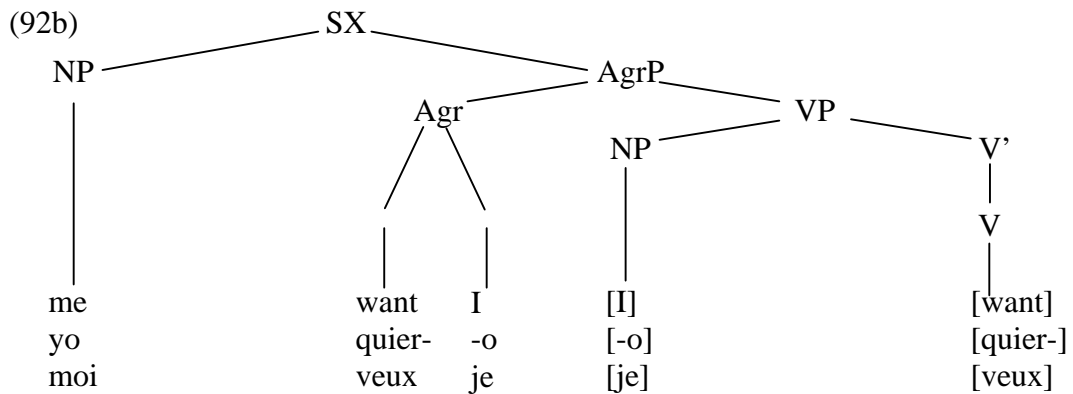 (92b) SX
NP AgrP
Agr VP
NP V’
V
me want I [I] [want]
yo quier- -o [-o] [quier-]
moi veux je [je] [veux]